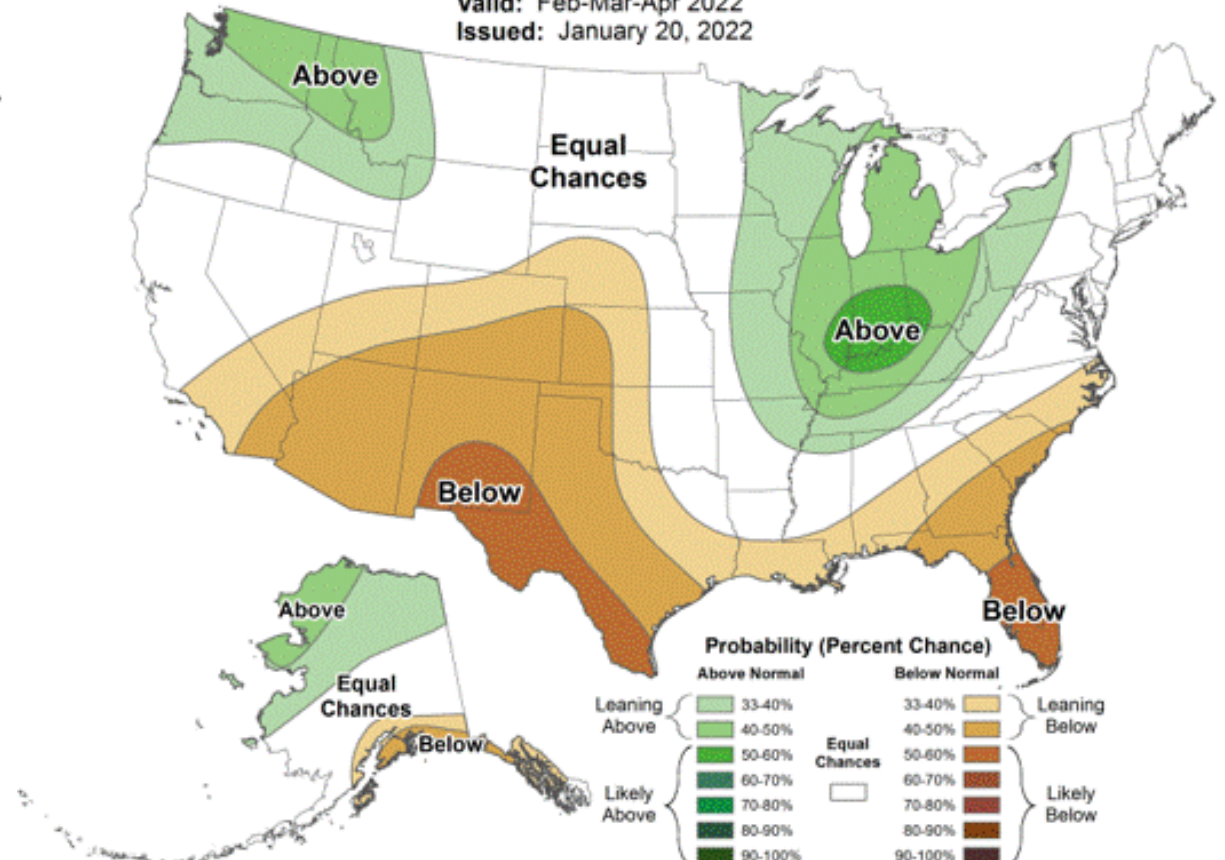 Valid: Feb-Mar-Apr 2022
Issued: January 20, 2022
Above
Equal
Chances
Above
Below
Below
Above
Equal
Chances
Below
Probability (Percent Chance)
Above Normal
Below Normal
Leaning
Above
33-40%
40-50%
50-60%
60-70%
70-80%
80-90%
90-100%
Likely
Above
Equal
Chances
33-40%
40-50%
50-60%
60-70%
70-80%
80-90%
90-100%
Leaning
Below
Likely
Below